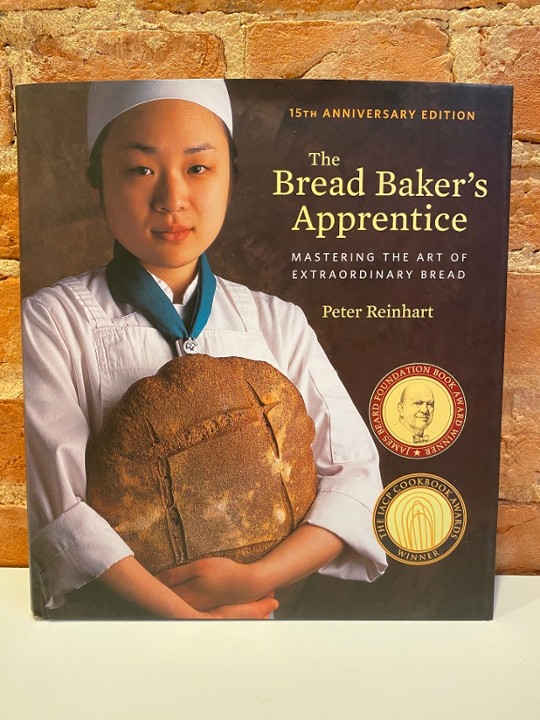 15TH ANNIVERSARY EDITION
The
Bread Baker's
Apprentice
MASTERING THE ART OF
EXTRAORDINARY BREAD
Peter Reinhart
JAMES BEARD FOUNDATION BOOK AWARD WINNER ★
THE IACP COOKBOOK AWARDS
WINNER